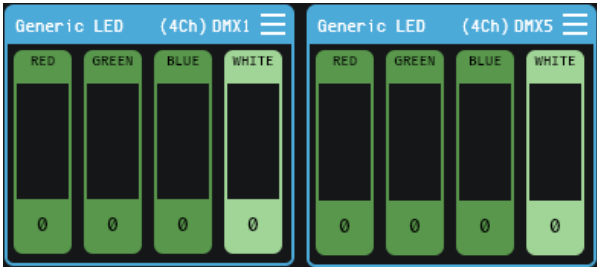 Generic LED (4Ch) DMX1
RED GREEN BLUE WHITE
0 0 0 0
Generic LED (4Ch) DMX5
RED GREEN BLUE WHITE
0 0 0 0